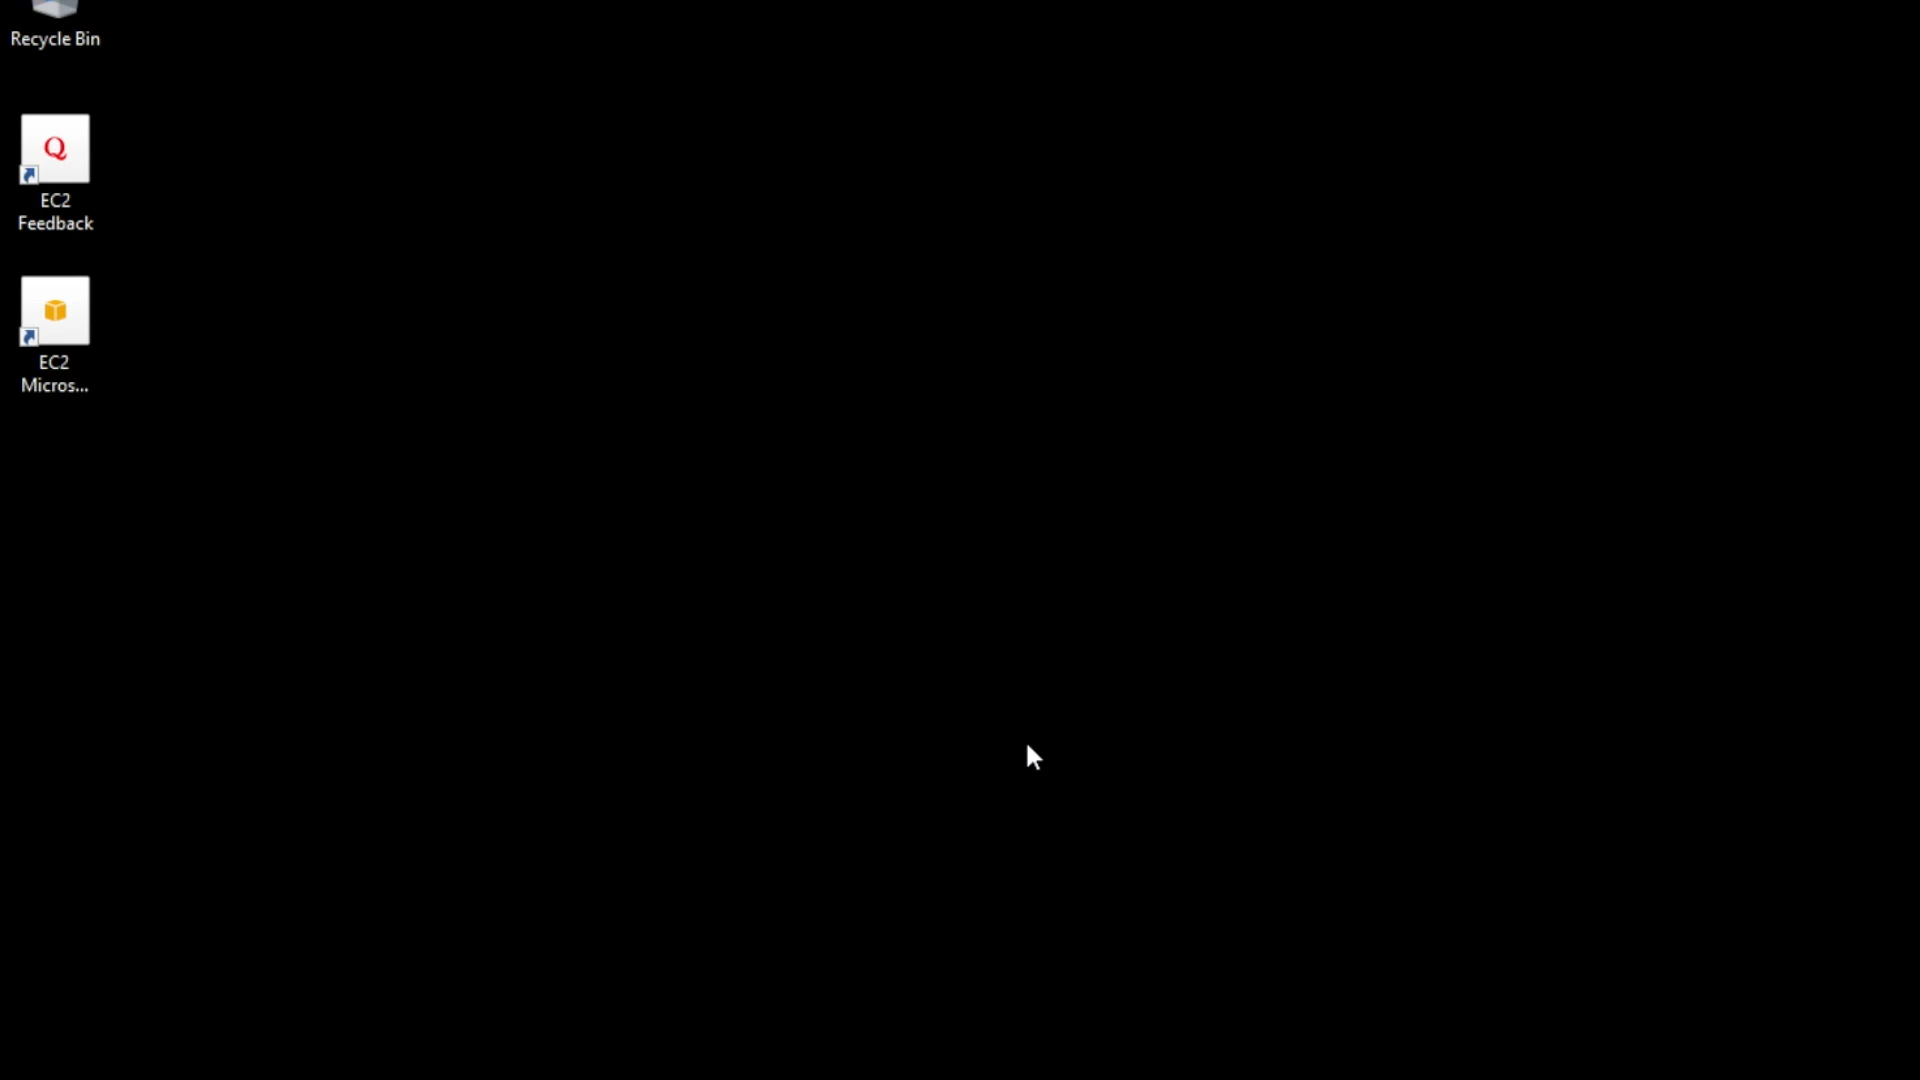 Recycle Bin
Q
EC2
Feedback
EC2
Micros...